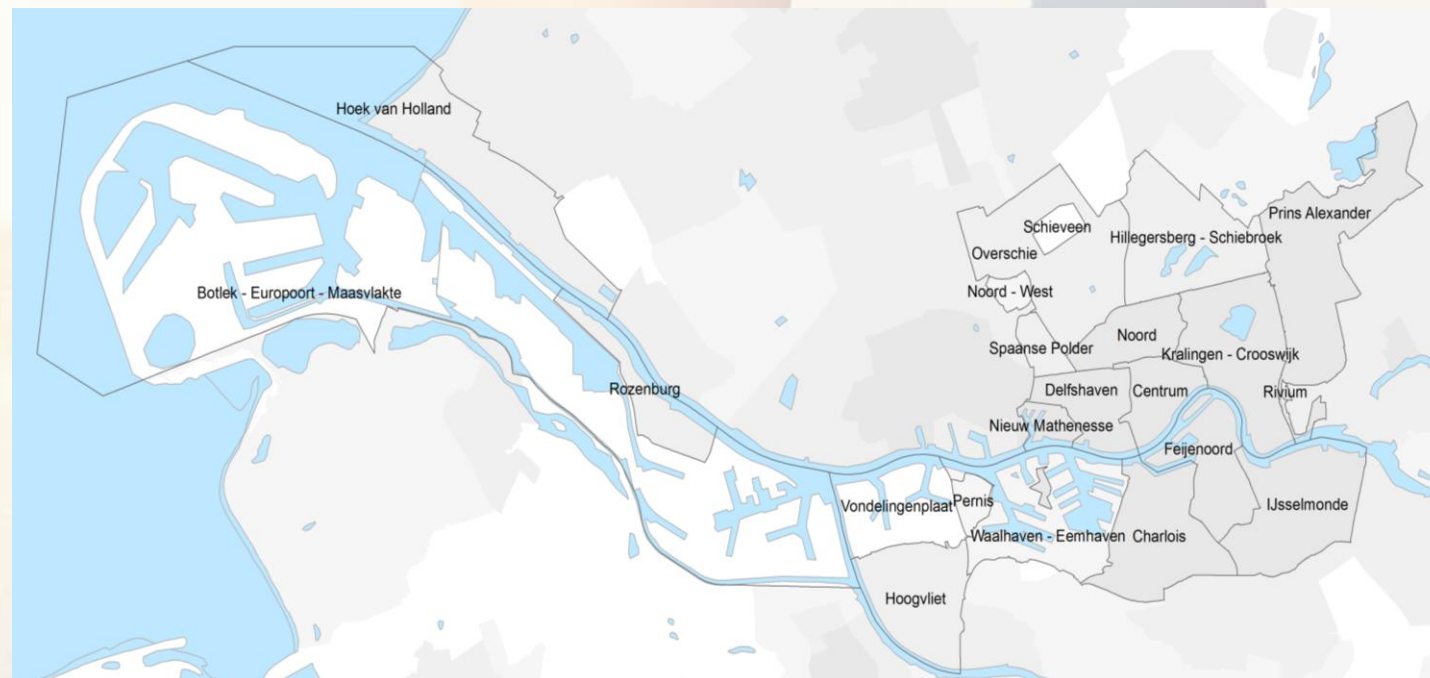 Hoek van Holland
Prins Alexander
Schieveen
Hillegersberg - Schiebroek
Overschie
Noord - West
Botlek - Europoort - Maasvlakte
Noord
Spaanse Polder
Kralingen - Crooswijk
Rozenburg
Delfshaven
Centrum
Rivium
Nieuw Mathenesse
Feijenoord
Vondelingenplaat
Pernis
IJsselmonde
Waalhaven - Eemhaven
Charlois
Hoogvliet